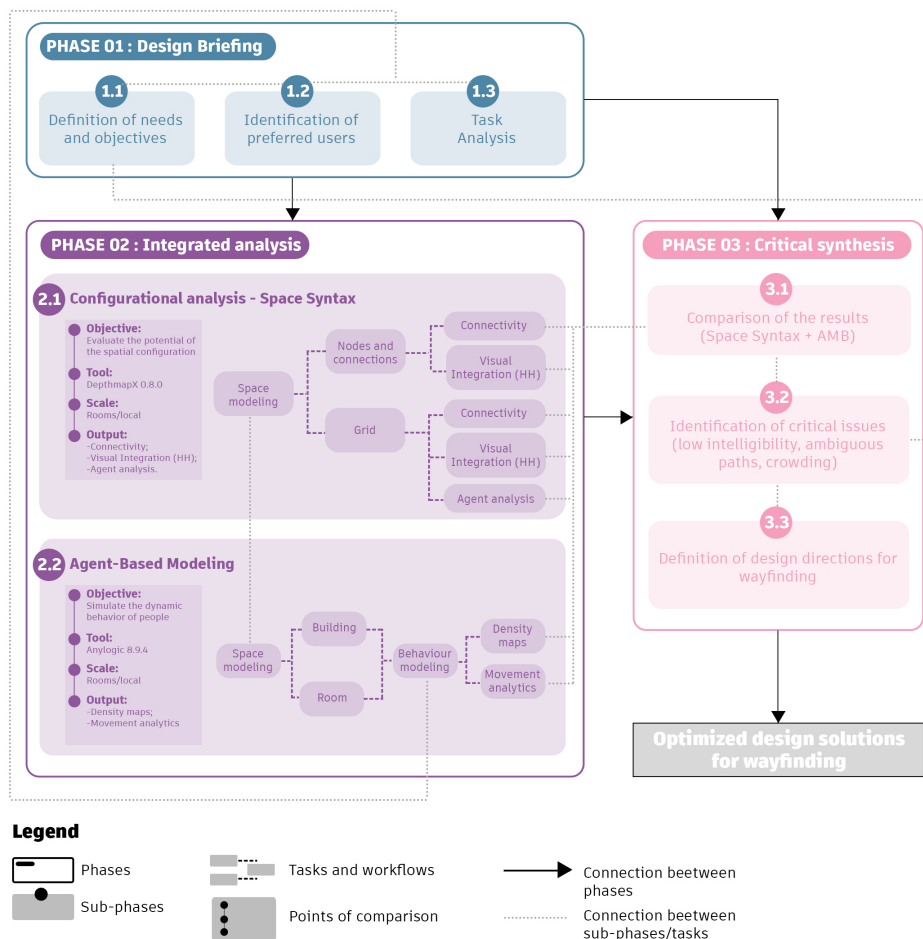 PHASE 01 : Design Briefing
1.1
Definition of needs
and objectives
1.2
Identification of
preferred users
1.3
Task
Analysis
PHASE 02 : Integrated analysis
2.1 Configurational analysis - Space Syntax
Objective:
Evaluate the potential of
the spatial configuration
Tool:
DepthmapX 0.8.0
Scale:
Rooms/local
Output:
-Connectivity;
-Visual Integration (HH);
-Agent analysis.
Space
modeling
Nodes and
connections
Grid
Connectivity
Visual
Integration (HH)
Connectivity
Visual
Integration (HH)
Agent analysis
2.2 Agent-Based Modeling
Objective:
Simulate the dynamic
behavior of people
Tool:
Anylogic 8.9.4
Scale:
Rooms/local
Output:
-Density maps;
-Movement analytics
Space
modeling
Building
Room
Behaviour
modeling
Density
maps
Movement
analytics
PHASE 03 : Critical synthesis
3.1
Comparison of the results
(Space Syntax + AMB)
3.2
Identification of critical issues
(low intelligibility, ambiguous
paths, crowding)
3.3
Definition of design directions for
wayfinding
Optimized design solutions
for wayfinding
Legend
Phases
Sub-phases
Tasks and workflows
Points of comparison
Connection beetween
phases
Connection beetween
sub-phases/tasks